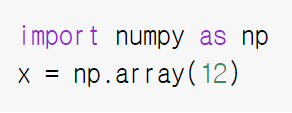 import numpy as np
x = np.array(12)